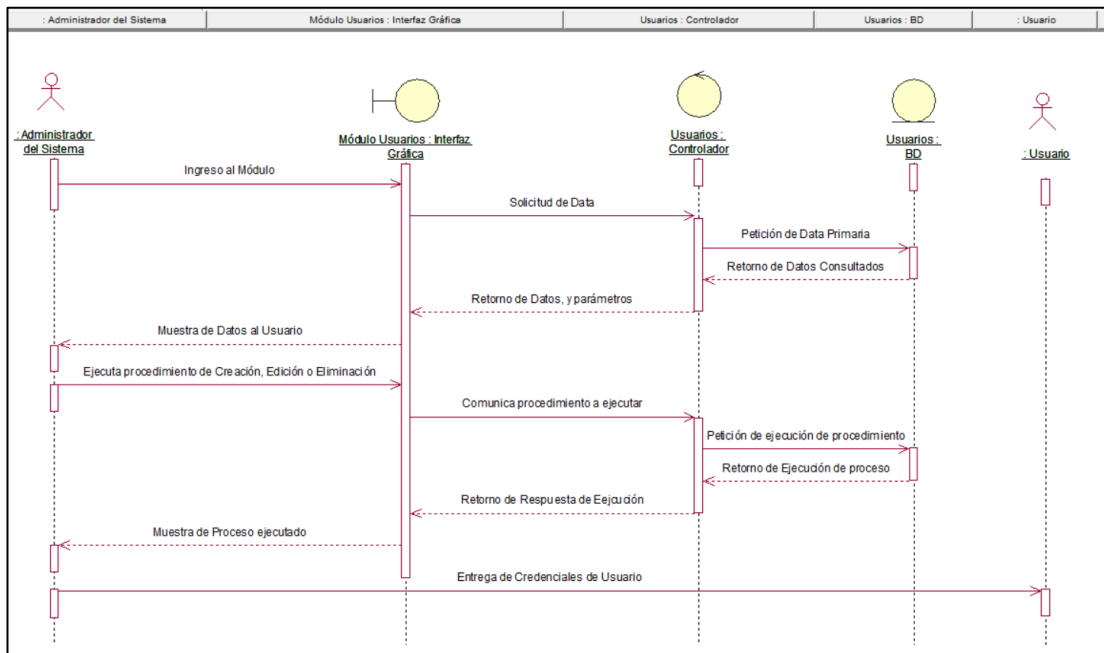 : Administrador del Sistema
Módulo Usuarios : Interfaz Gráfica
Usuarios : Controlador
Usuarios : BD
: Usuario
: Administrador
del Sistema
Módulo Usuarios : Interfaz
Gráfica
Usuarios :
Controlador
Usuarios :
BD
: Usuario
Ingreso al Módulo
Solicitud de Data
Petición de Data Primaria
Retorno de Datos Consultados
Retorno de Datos, y parámetros
Muestra de Datos al Usuario
Ejecuta procedimiento de Creación, Edición o Eliminación
Comunica procedimiento a ejecutar
Petición de ejecución de procedimiento
Retorno de Ejecución de proceso
Retorno de Respuesta de Eejcución
Muestra de Proceso ejecutado
Entrega de Credenciales de Usuario